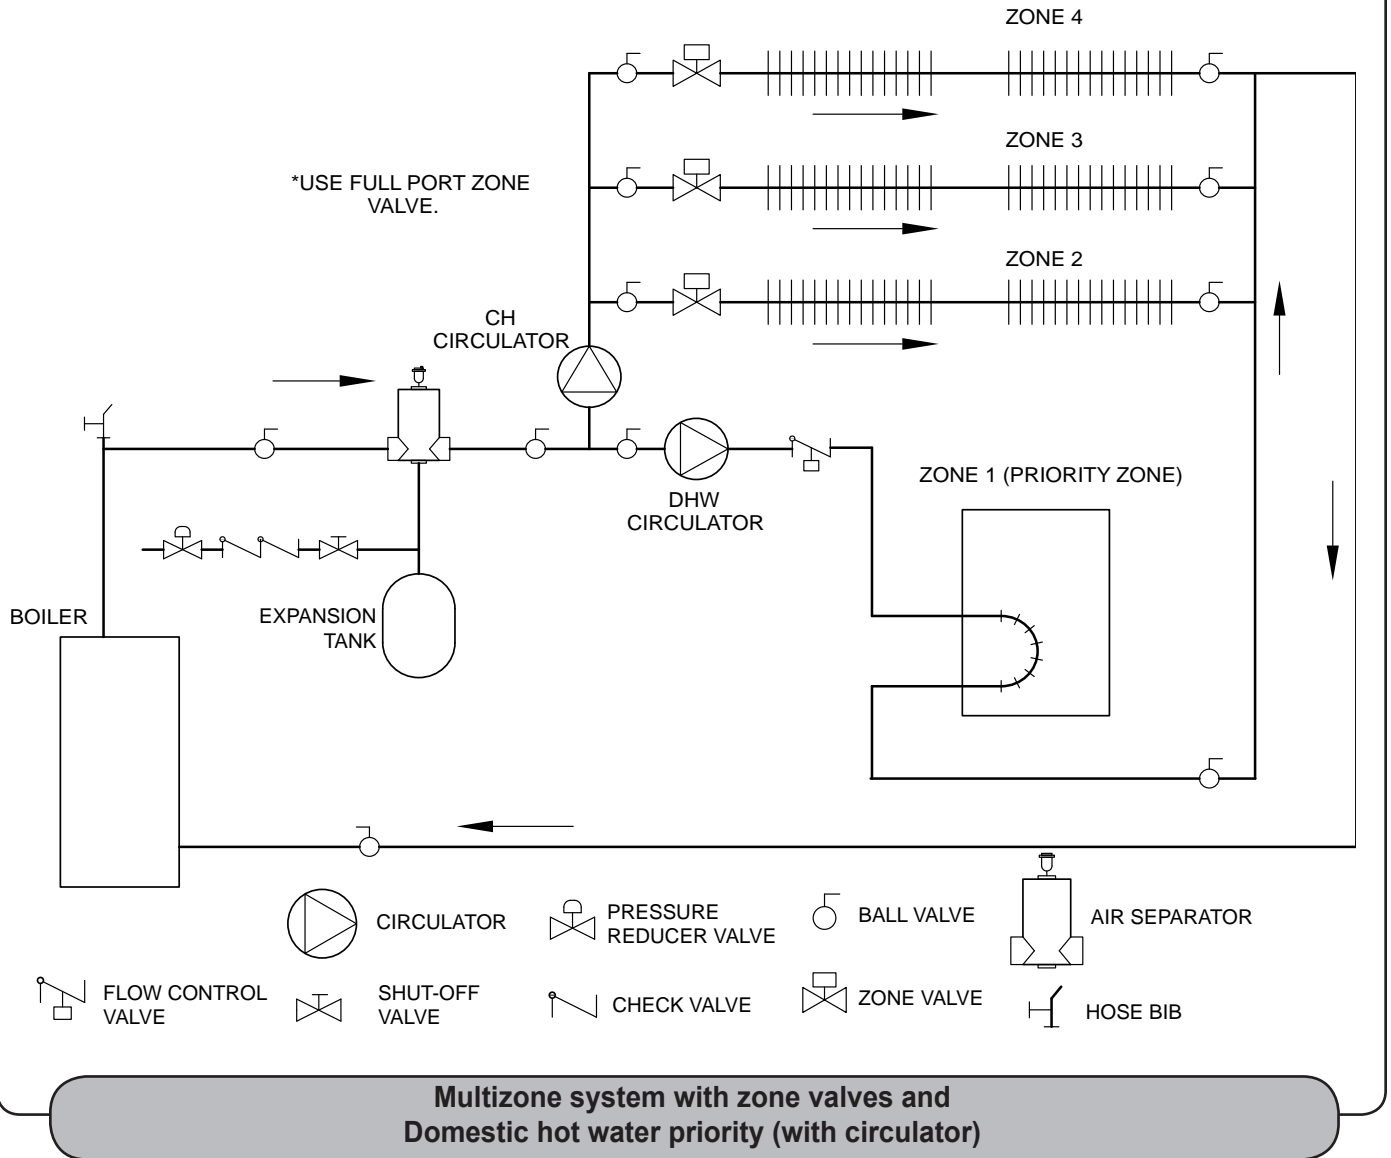 ZONE 4
ZONE 3
*USE FULL PORT ZONE
VALVE.
ZONE 2
CH
CIRCULATOR
ZONE 1 (PRIORITY ZONE)
DHW
CIRCULATOR
BOILER
EXPANSION
TANK
CIRCULATOR
PRESSURE
REDUCER VALVE
BALL VALVE
AIR SEPARATOR
FLOW CONTROL
VALVE
SHUT-OFF
VALVE
CHECK VALVE
ZONE VALVE
HOSE BIB
Multizone system with zone valves and
Domestic hot water priority (with circulator)